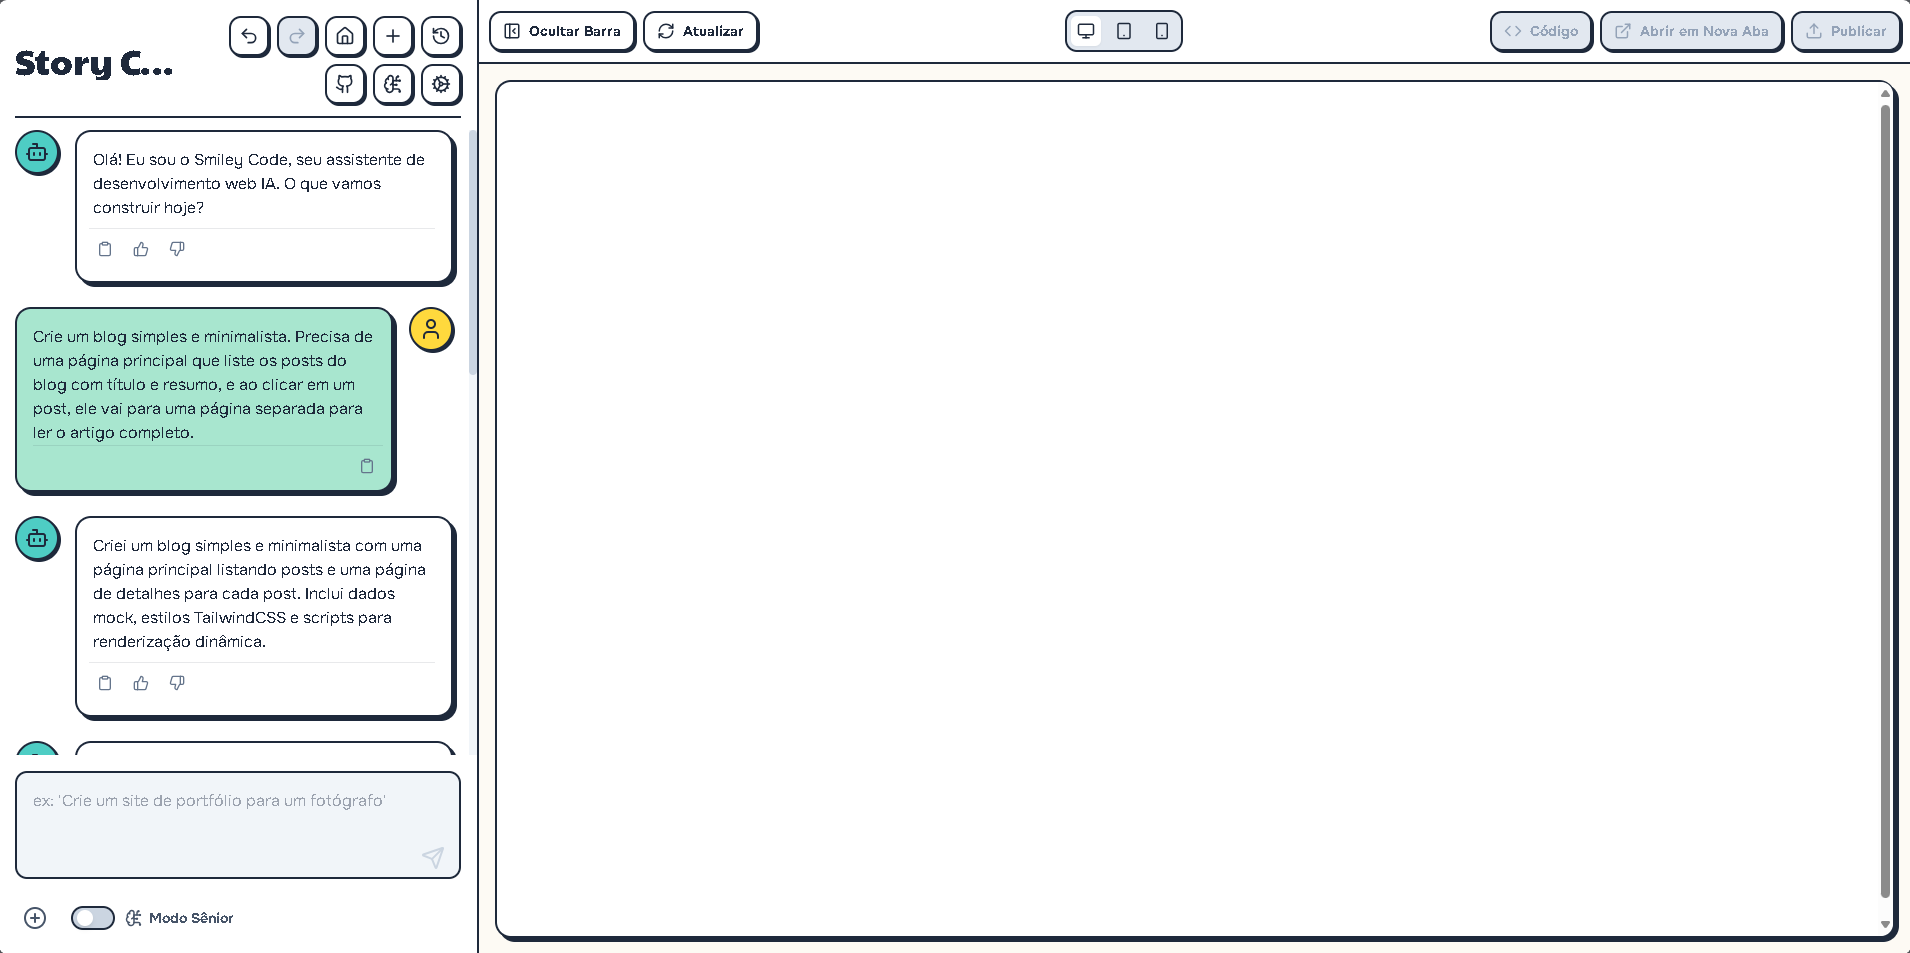 Story C...
Ocultar Barra
Atualizar
Código
Abrir em Nova Aba
Publicar
Olá! Eu sou o Smiley Code, seu assistente de
desenvolvimento web IA. O que vamos
construir hoje?
Crie um blog simples e minimalista. Precisa de
uma página principal que liste os posts do
blog com título e resumo, e ao clicar em um
post, ele vai para uma página separada para
ler o artigo completo.
Criei um blog simples e minimalista com uma
página principal listando posts e uma página
de detalhes para cada post. Inclui dados
mock, estilos TailwindCSS e scripts para
renderização dinâmica.
ex: 'Crie um site de portfólio para um fotógrafo'
Modo Sênior